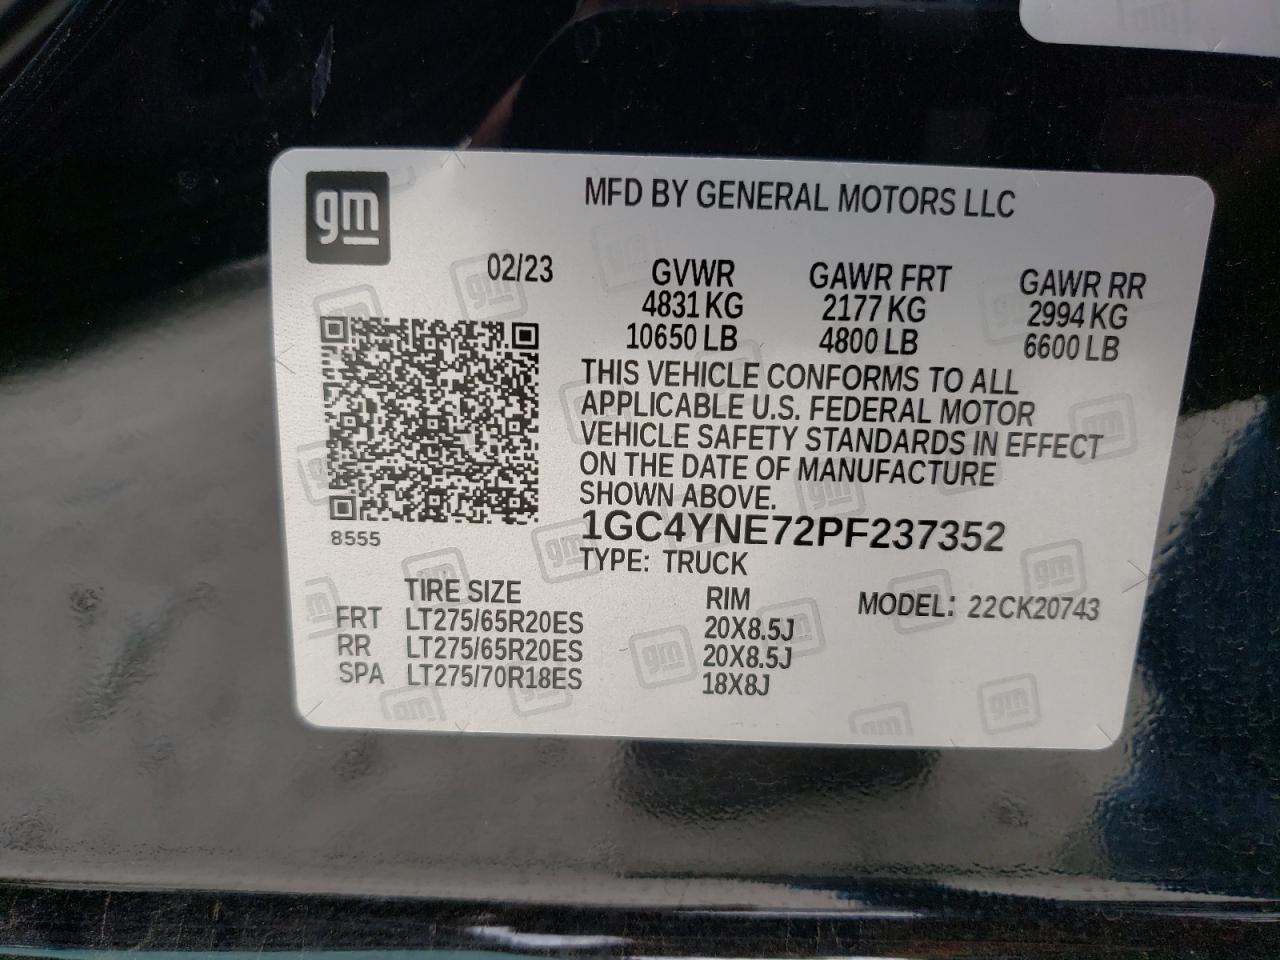 gm
MFD BY GENERAL MOTORS LLC
02/23
GVWR GAWR FRT GAWR RR
4831 KG 2177 KG 2994 KG
10650 LB 4800 LB 6600 LB
THIS VEHICLE CONFORMS TO ALL
APPLICABLE U.S. FEDERAL MOTOR
VEHICLE SAFETY STANDARDS IN EFFECT
ON THE DATE OF MANUFACTURE
SHOWN ABOVE.
1GC4YNE72PF237352
8555
TYPE: TRUCK
TIRE SIZE RIM MODEL: 22CK20743
FRT LT275/65R20ES 20X8.5J
RR LT275/65R20ES 20X8.5J
SPA LT275/70R18ES 18X8J